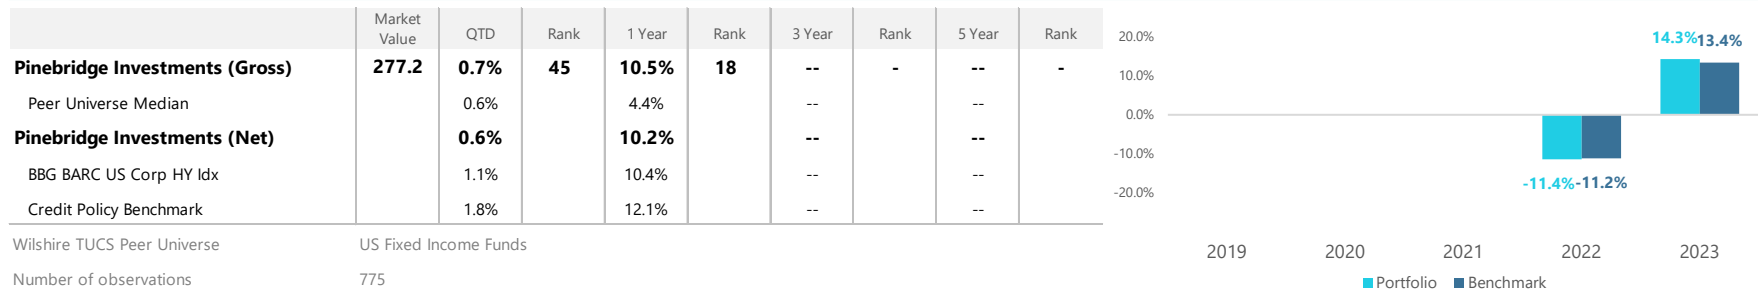 Market Value QTD Rank 1 Year Rank 3 Year Rank 5 Year Rank
Pinebridge Investments (Gross) 277.2 0.7% 45 10.5% 18 -- - -- -
Peer Universe Median 0.6% 4.4% -- --
Pinebridge Investments (Net) 0.6% 10.2% -- --
BBG BARC US Corp HY Idx 1.1% 10.4% -- --
Credit Policy Benchmark 1.8% 12.1% -- --
Wilshire TUCS Peer Universe US Fixed Income Funds
Number of observations 775
20.0%
10.0%
0.0%
-10.0%
-20.0%
14.3% 13.4%
-11.4% -11.2%
2019 2020 2021 2022 2023
Portfolio Benchmark